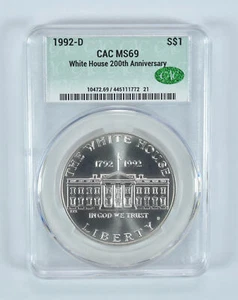 1992-D S$1
CAC MS69
White House 200th Anniversary
CAC
10472.69 / 445111772 21
THE WHITE HOUSE
1792 1992
IN GOD WE TRUST
LIBERTY